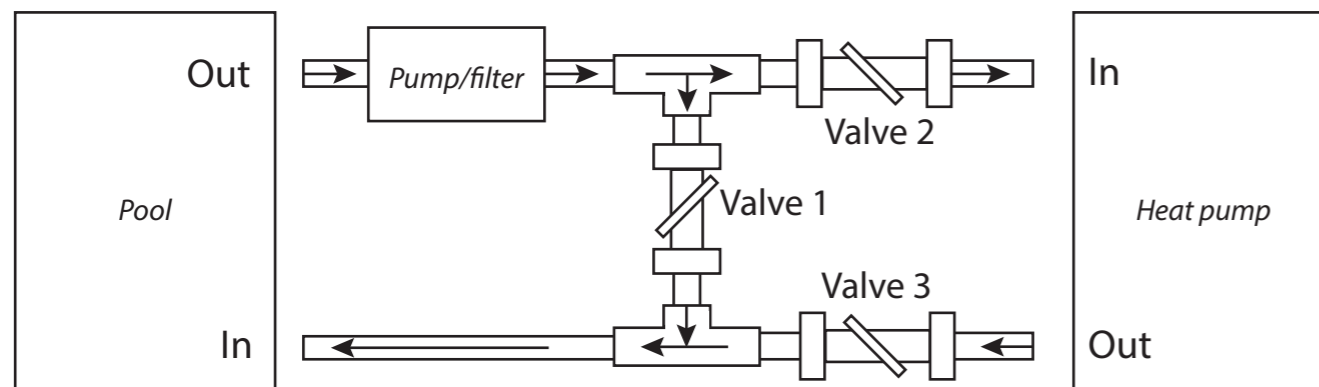 Out
Pump/filter
In
Valve 2
Pool
Valve 1
Heat pump
Valve 3
In
Out